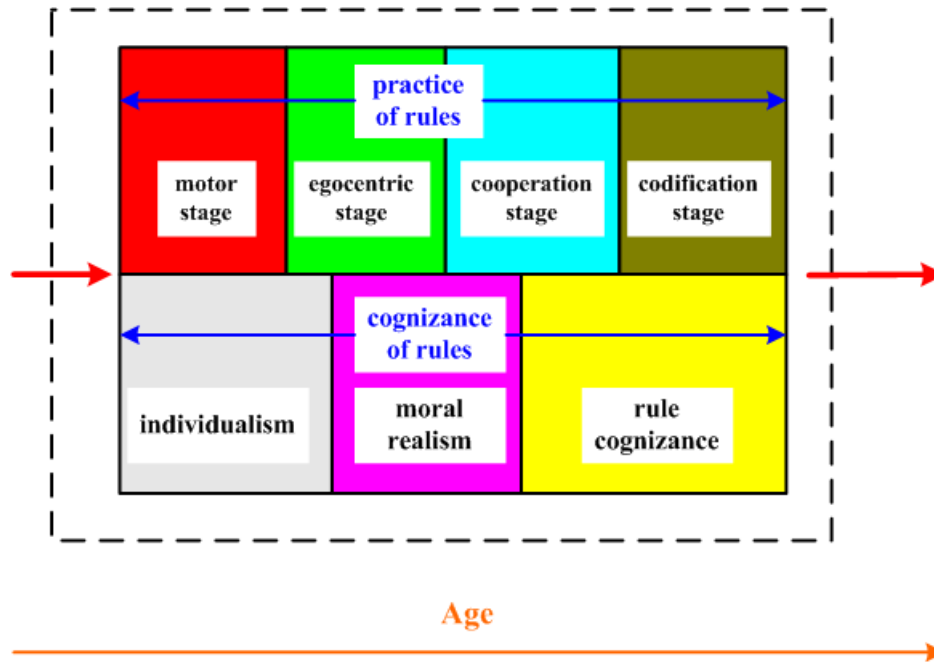 practice
of rules
motor
stage
egocentric
stage
cooperation
stage
codification
stage
cognizance
of rules
individualism
moral
realism
rule
cognizance
Age